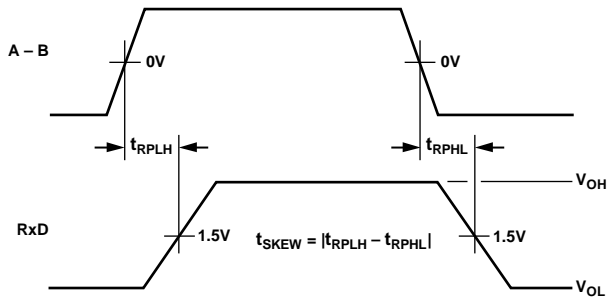 A – B
0V
0V
tRPLH
tRPHL
VOH
RxD
1.5V
tSKEW = |tRPLH – tRPHL|
1.5V
VOL